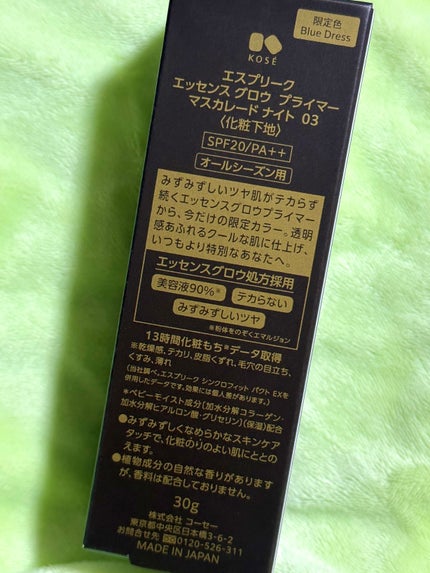 限定色
Blue Dress
KOSÉ
エスプリーク
エッセンス グロウ プライマー
マスカレード ナイト 03
〈化粧下地〉
SPF20/PA++
オールシーズン用
みずみずしいツヤ肌がテカらず
続くエッセンスグロウプライマー
から、今だけの限定カラー。透明
感あふれるクールな肌に仕上げ、
いつもより特別なあなたへ。
エッセンスグロウ処方採用
美容液90%※ テカらない
みずみずしいツヤ
※粉体をのぞくエマルジョン
13時間化粧もち※データ取得
※乾燥感、テカリ、皮脂くずれ、毛穴の目立ち、
くすみ、薄れ
(当社調べ。エスプリーク シンクロフィット パクト EXを
併用したデータです。効果には個人差があります。)
*ベビーモイスト成分(加水分解コラーゲン・
加水分解ヒアルロン酸・グリセリン)(保湿)配合
●みずみずしくなめらかなスキンケア
タッチで、化粧のりのよい肌にととの
えます。
●植物成分の自然な香りがあります
が、香料は配合しておりません。
30g
株式会社 コーセー
東京都中央区日本橋3-6-2
お問合せ先 0120-526-311
MADE IN JAPAN